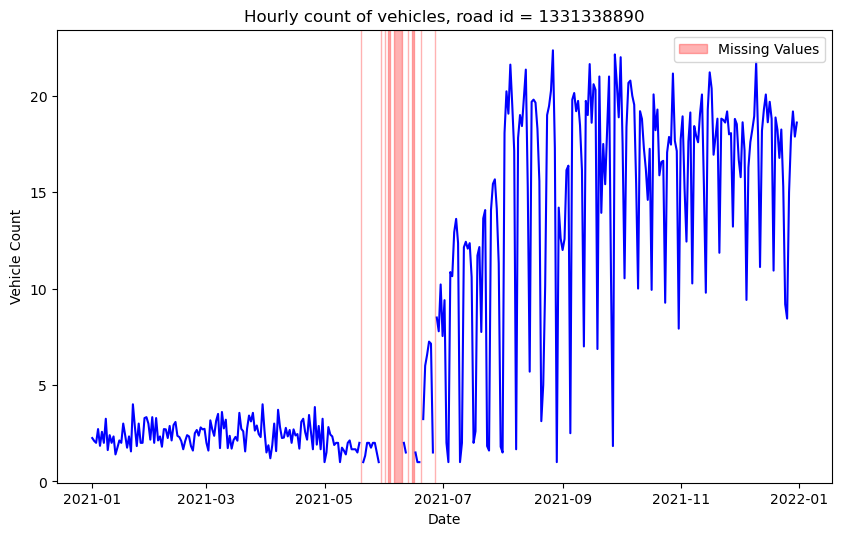 Hourly count of vehicles, road id = 1331338890
Missing Values
Vehicle Count
20
15
10
5
0
2021-01 2021-03 2021-05 2021-07 2021-09 2021-11 2022-01
Date